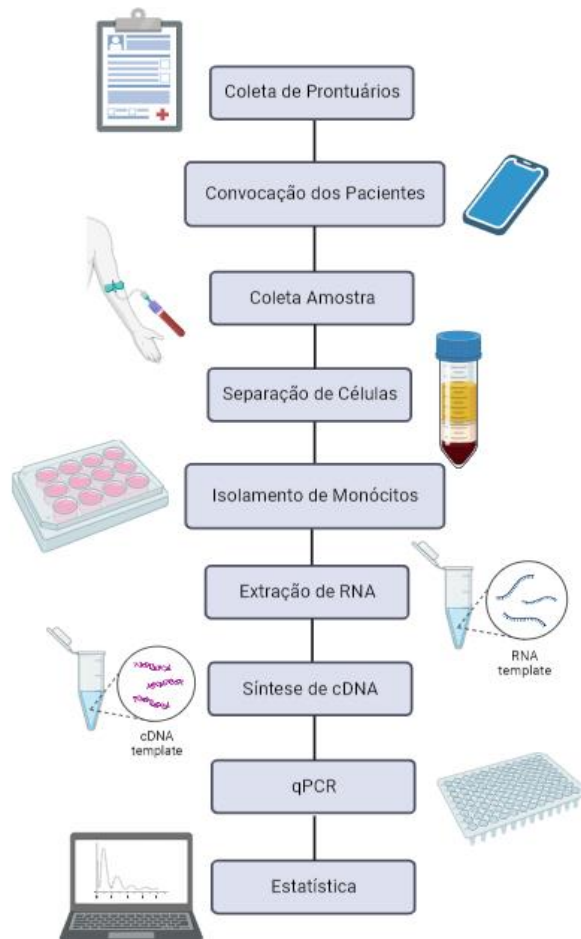 Coleta de Prontuários
Convocação dos Pacientes
Coleta Amostra
Separação de Células
Isolamento de Monócitos
Extração de RNA
RNA
template
Síntese de cDNA
cDNA
template
qPCR
Estatística